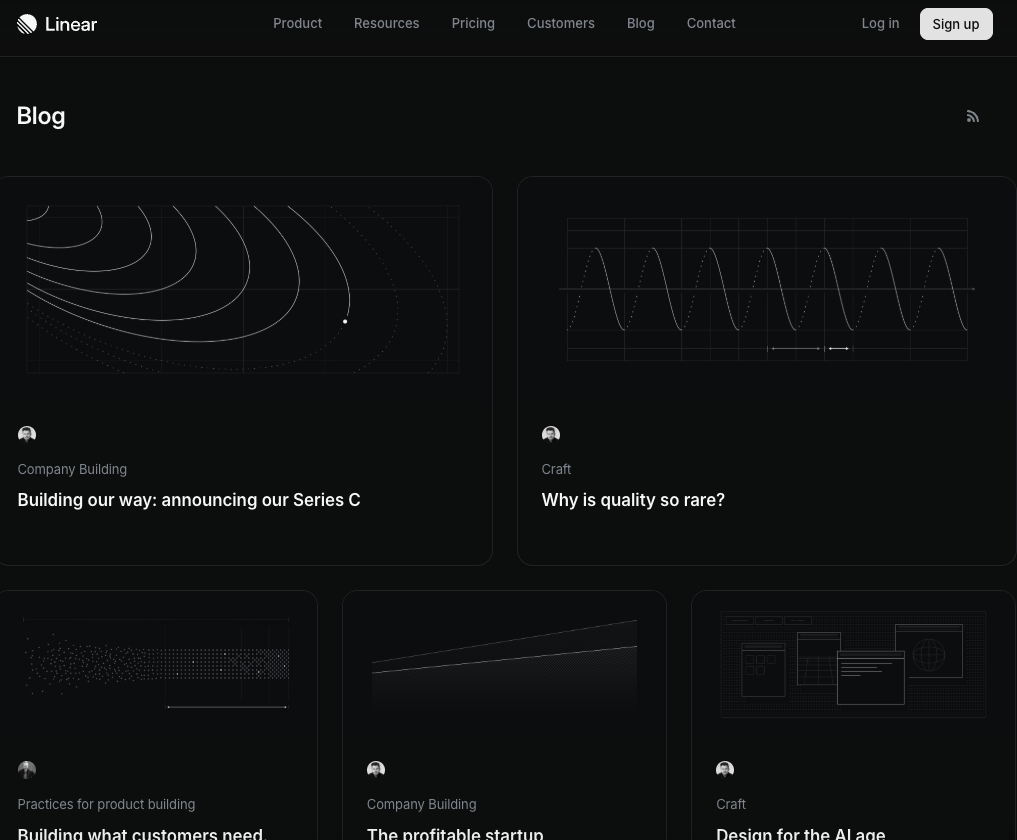 Linear
Product Resources Pricing Customers Blog Contact
Log in Sign up
Blog
Company Building
Building our way: announcing our Series C
Craft
Why is quality so rare?
Practices for product building
Building what customers need,
Company Building
The profitable startup
Craft
Design for the AI age